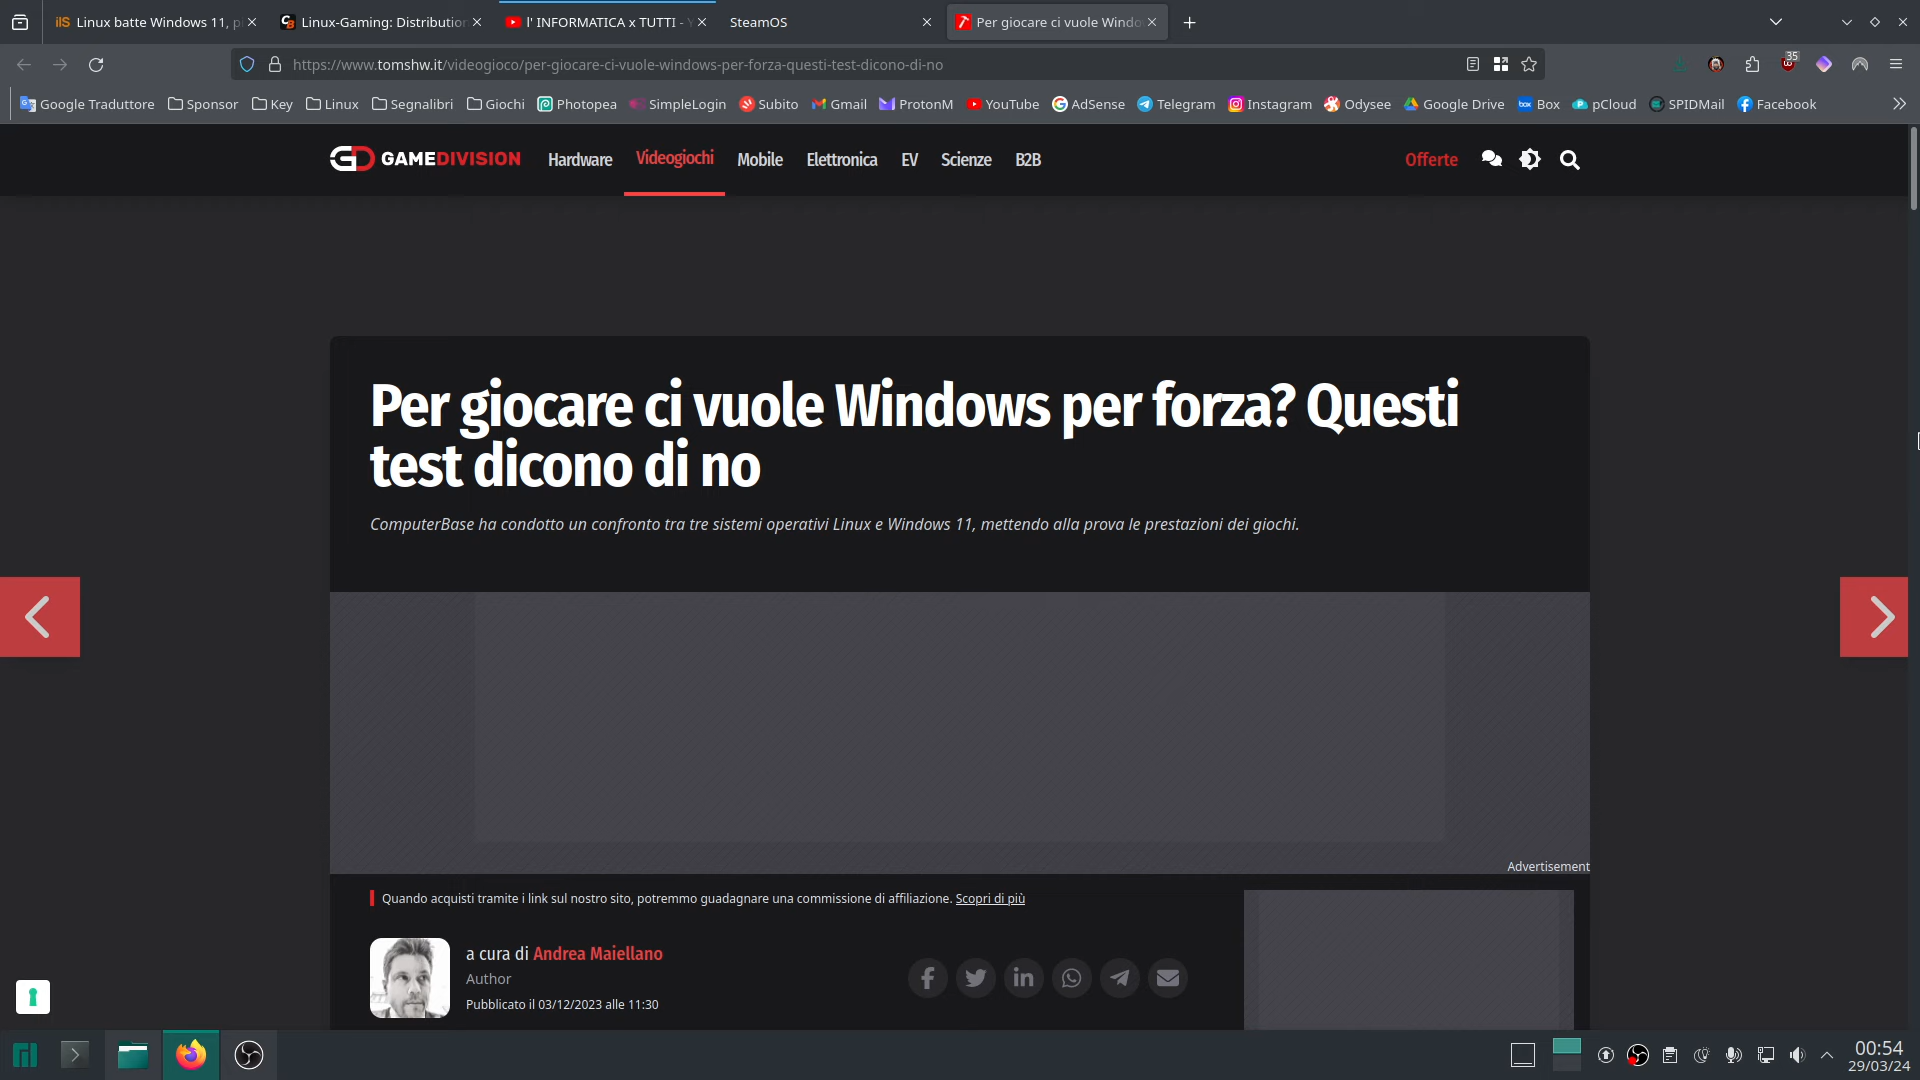 Linux batte Windows 11, p
Linux-Gaming: Distribution
l' INFORMATICA x TUTTI - Y
SteamOS
Per giocare ci vuole Windo
https://www.tomshw.it/videogioco/per-giocare-ci-vuole-windows-per-forza-questi-test-dicono-di-no
35
Google Traduttore
Sponsor
Key
Linux
Segnalibri
Giochi
Photopea
SimpleLogin
Subito
Gmail
ProtonM
YouTube
AdSense
Telegram
Instagram
Odysee
Google Drive
Box
pCloud
SPIDMail
Facebook
GAMEDIVISION
Hardware
Videogiochi
Mobile
Elettronica
EV
Scienze
B2B
Offerte
Per giocare ci vuole Windows per forza? Questi
test dicono di no
ComputerBase ha condotto un confronto tra tre sistemi operativi Linux e Windows 11, mettendo alla prova le prestazioni dei giochi.
Advertisement
Quando acquisti tramite i link sul nostro sito, potremmo guadagnare una commissione di affiliazione. Scopri di più
a cura di Andrea Maiellano
Author
Pubblicato il 03/12/2023 alle 11:30
00:54
29/03/24